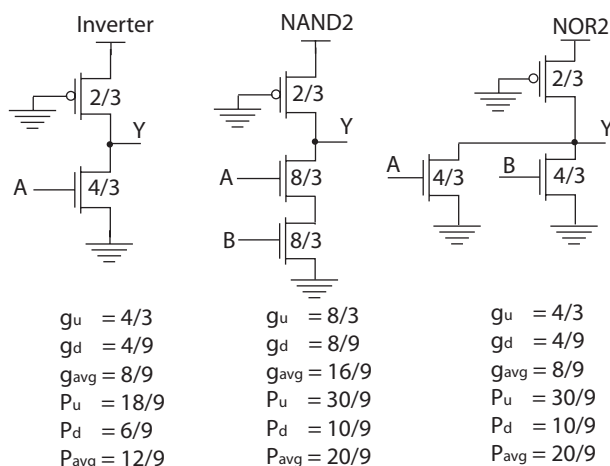 Inverter
2/3
Y
A
4/3
gu = 4/3
gd = 4/9
gavg = 8/9
Pu = 18/9
Pd = 6/9
Pavg = 12/9
NAND2
2/3
Y
A
8/3
B
8/3
gu = 8/3
gd = 8/9
gavg = 16/9
Pu = 30/9
Pd = 10/9
Pavg = 20/9
NOR2
2/3
Y
A
4/3
B
4/3
gu = 4/3
gd = 4/9
gavg = 8/9
Pu = 30/9
Pd = 10/9
Pavg = 20/9